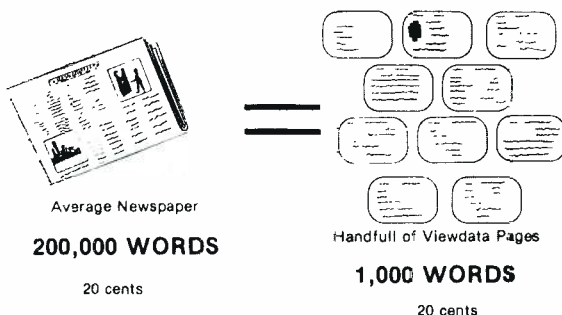 Average Newspaper
200,000 WORDS
20 cents
Handfull of Viewdata Pages
1,000 WORDS
20 cents